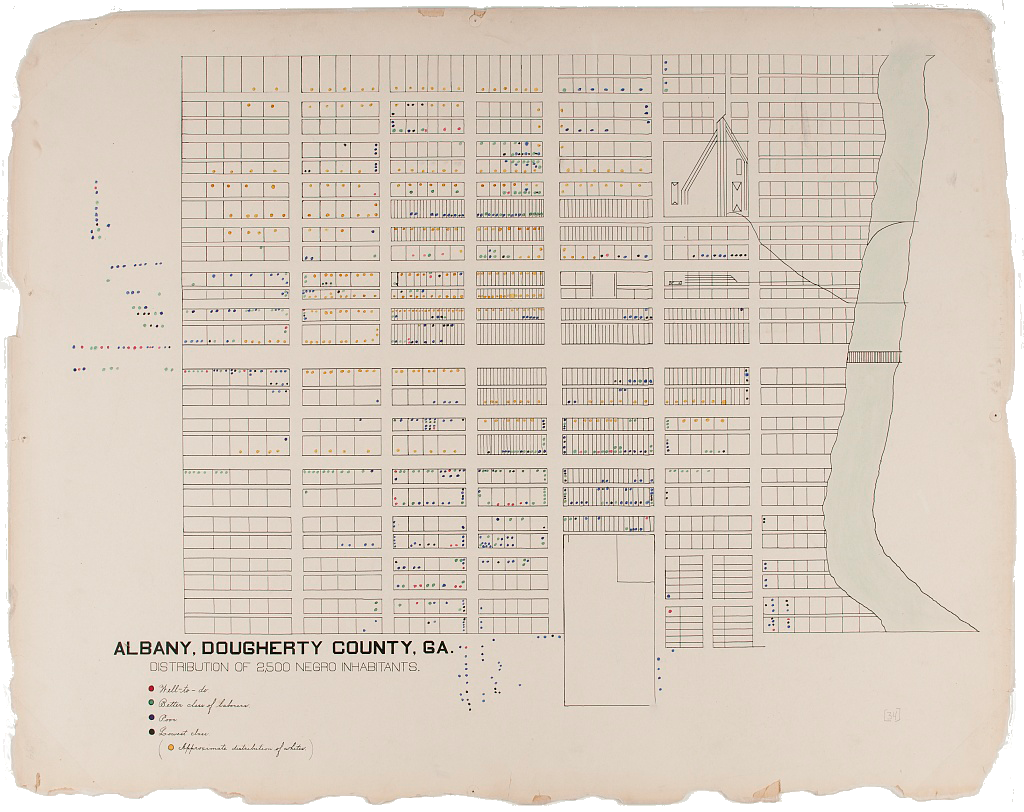 ALBANY, DOUGHERTY COUNTY, GA.
DISTRIBUTION OF 2,500 NEGRO INHABITANTS.
Well-to-do
Better class of laborers.
Poor
Lowest class
(Approximate distribution of whites.)
[34]